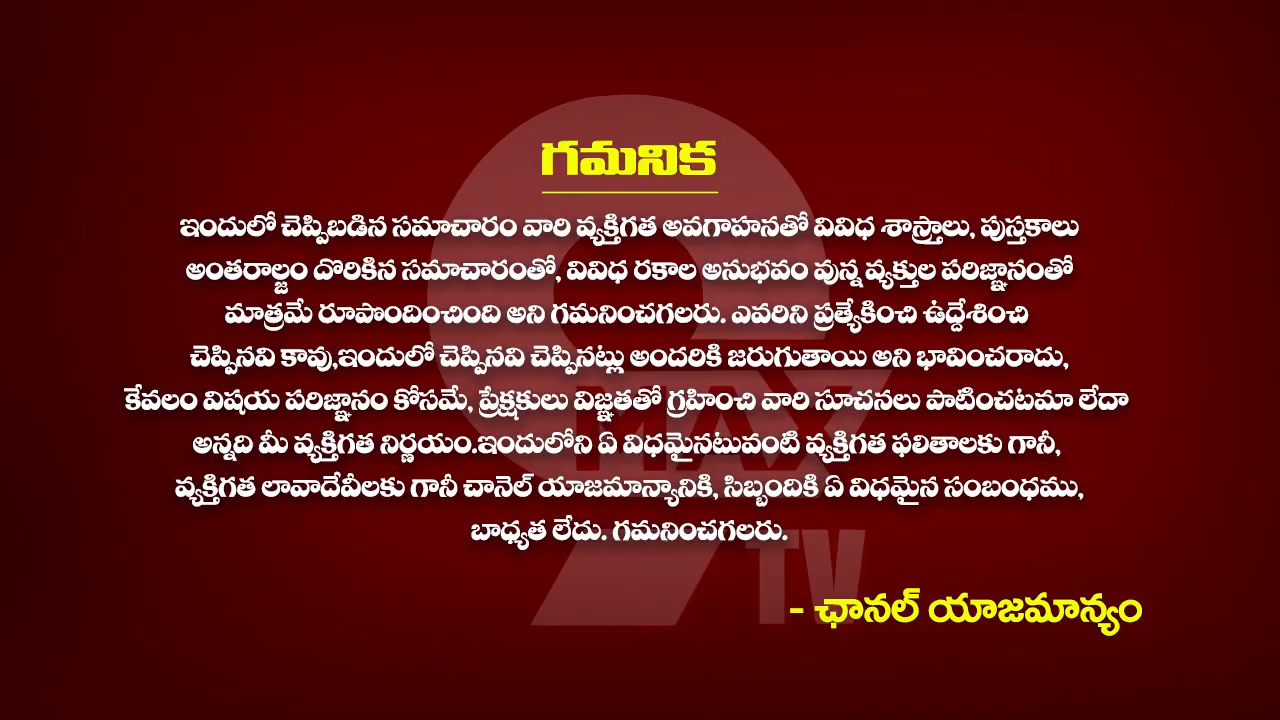 గమనిక
ఇందులో చెప్పిబడిన సమాచారం వారి వ్యక్తిగత అవగాహనతో వివిధ శాస్త్రాలు, పుస్తకాలు
అంతరాల్జం దొరికిన సమాచారంతో, వివిధ రకాల అనుభవం వున్న వ్యక్తుల పరిజ్ఞానంతో
మాత్రమే రూపొందించింది అని గమనించగలరు. ఎవరిని ప్రత్యేకించి ఉద్దేశించి
చెప్పినవి కావు,ఇందులో చెప్పినవి చెప్పినట్లు అందరికి జరుగుతాయి అని భావించరాదు,
కేవలం విషయ పరిజ్ఞానం కోసమే, ప్రేక్షకులు విజ్ఞతతో గ్రహించి వారి సూచనలు పాటించటమా లేదా
అన్నది మీ వ్యక్తిగత నిర్ణయం.ఇందులోని ఏ విధమైనటువంటి వ్యక్తిగత ఫలితాలకు గానీ,
వ్యక్తిగత లావాదేవీలకు గానీ చానెల్ యాజమాన్యానికి, సిబ్బందికి ఏ విధమైన సంబంధము,
బాధ్యత లేదు. గమనించగలరు.
- ఛానల్ యాజమాన్యం
9
MAX
TV